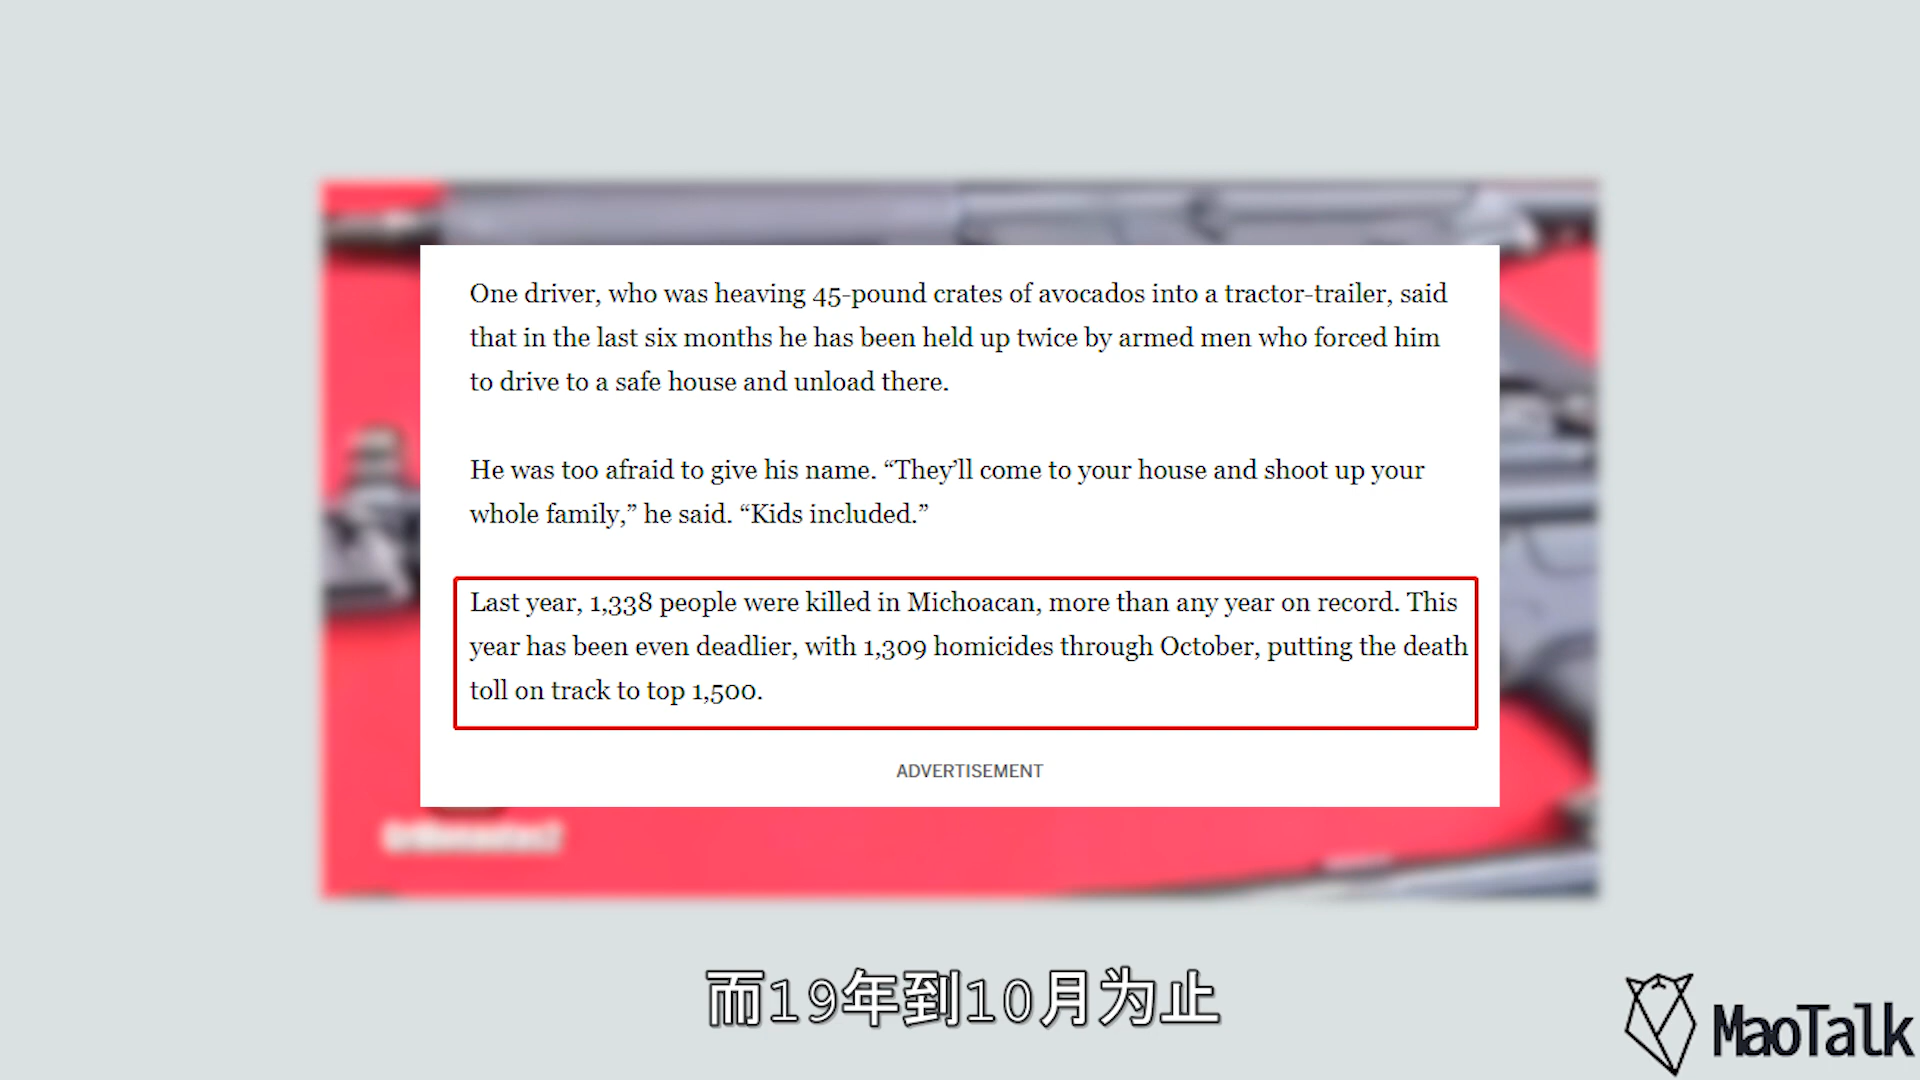 One driver, who was heaving 45-pound crates of avocados into a tractor-trailer, said
that in the last six months he has been held up twice by armed men who forced him
to drive to a safe house and unload there.
He was too afraid to give his name. “They’ll come to your house and shoot up your
whole family,” he said. “Kids included.”
Last year, 1,338 people were killed in Michoacan, more than any year on record. This
year has been even deadlier, with 1,309 homicides through October, putting the death
toll on track to top 1,500.
ADVERTISEMENT
而19年到10月为止
MaoTalk